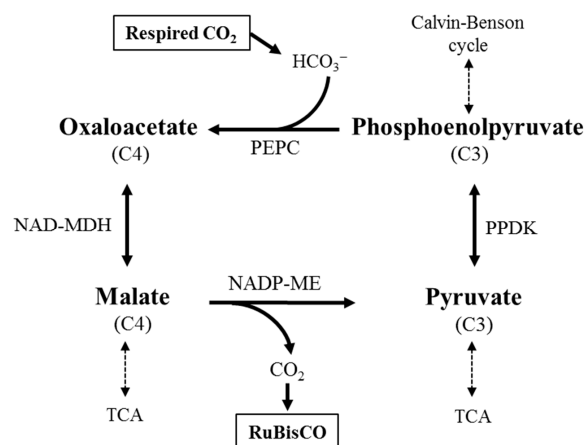 Respired CO₂
Calvin-Benson
cycle
HCO₃⁻
Oxaloacetate
(C4)
PEPC
Phosphoenolpyruvate
(C3)
NAD-MDH
PPDK
Malate
(C4)
NADP-ME
Pyruvate
(C3)
CO₂
TCA
RuBisCO
TCA